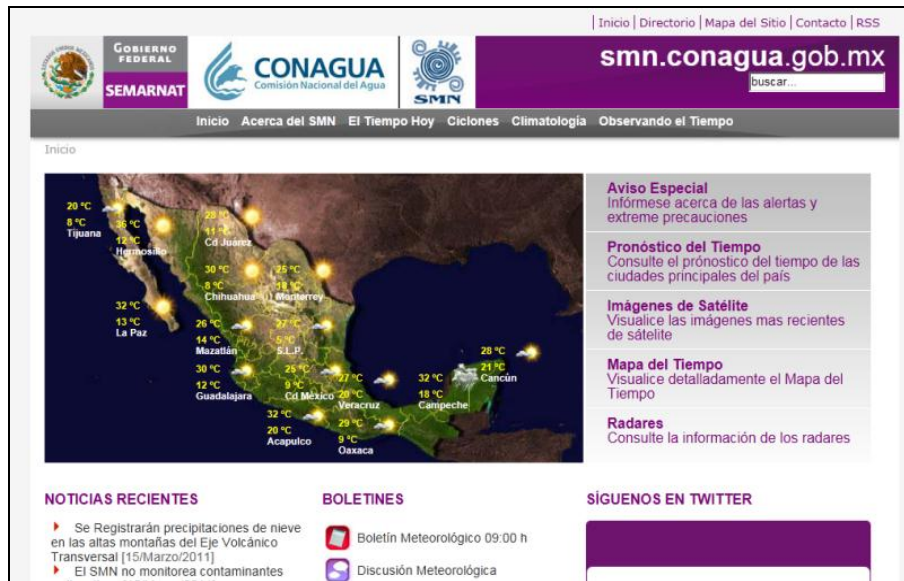 Inicio | Directorio | Mapa del Sitio | Contacto | RSS
GOBIERNO
FEDERAL
SEMARNAT
CONAGUA
Comisión Nacional del Agua
SMN
smn.conagua.gob.mx
buscar...
Inicio Acerca del SMN El Tiempo Hoy Ciclones Climatología Observando el Tiempo
Inicio
20 °C
8 °C
Tijuana
36 °C
12 °C
Hermosillo
28 °C
11 °C
Cd Juárez
30 °C
8 °C
Chihuahua
25 °C
Monterrey
32 °C
13 °C
La Paz
26 °C
14 °C
Mazatlán
27 °C
5 °C
S.L.P.
30 °C
12 °C
Guadalajara
25 °C
9 °C
Cd México
27 °C
20 °C
Veracruz
32 °C
18 °C
Campeche
28 °C
21 °C
Cancún
32 °C
20 °C
Acapulco
29 °C
9 °C
Oaxaca
Aviso Especial
Infórmese acerca de las alertas y
extreme precauciones
Pronóstico del Tiempo
Consulte el prónostico del tiempo de las
ciudades principales del país
Imágenes de Satélite
Visualice las imágenes mas recientes
de sátelite
Mapa del Tiempo
Visualice detalladamente el Mapa del
Tiempo
Radares
Consulte la información de los radares
NOTICIAS RECIENTES
Se Registrarán precipitaciones de nieve
en las altas montañas del Eje Volcánico
Transversal [15/Marzo/2011]
El SMN no monitorea contaminantes
BOLETINES
Boletín Meteorológico 09:00 h
Discusión Meteorológica
SÍGUENOS EN TWITTER